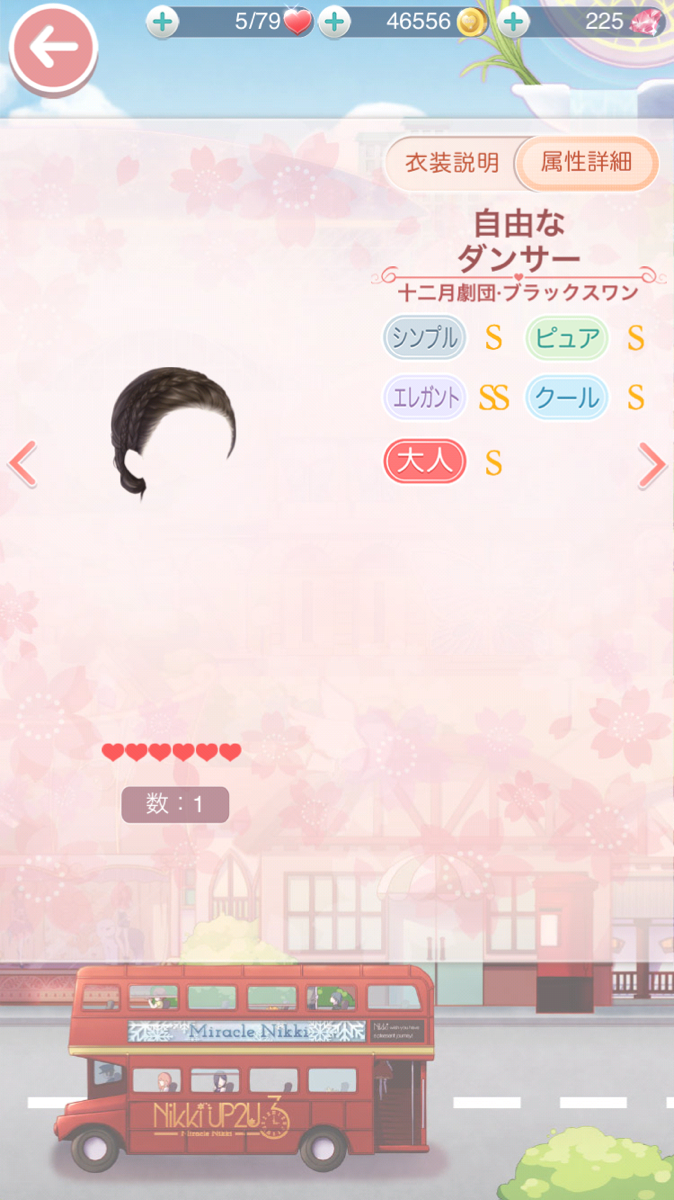 5/79
46556
225
衣装説明
属性詳細
自由な
ダンサー
十二月劇団·ブラックスワン
シンプル S ピュア S
エレガント SS クール S
大人 S
数：1
Miracle Nikki
NikkiUP2U3
Miracle Nikki